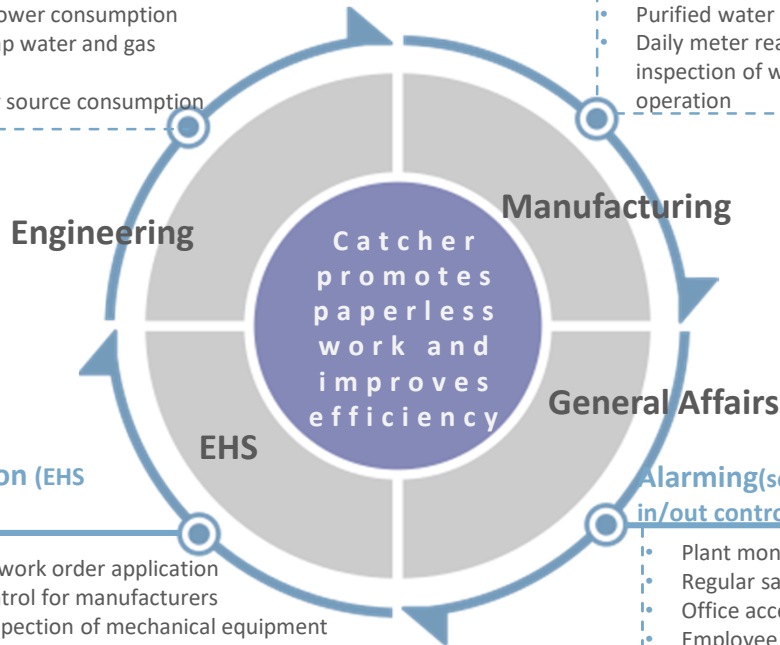 ower consumption
p water and gas
source consumption
Purified water
Daily meter rea
inspection of w
operation
Engineering
Manufacturing
Catcher
promotes
paperless
work and
improves
efficiency
General Affairs
EHS
on (EHS
Alarming(s
in/out contro
work order application
trol for manufacturers
pection of mechanical equipment
Plant mon
Regular sa
Office acc
Employee